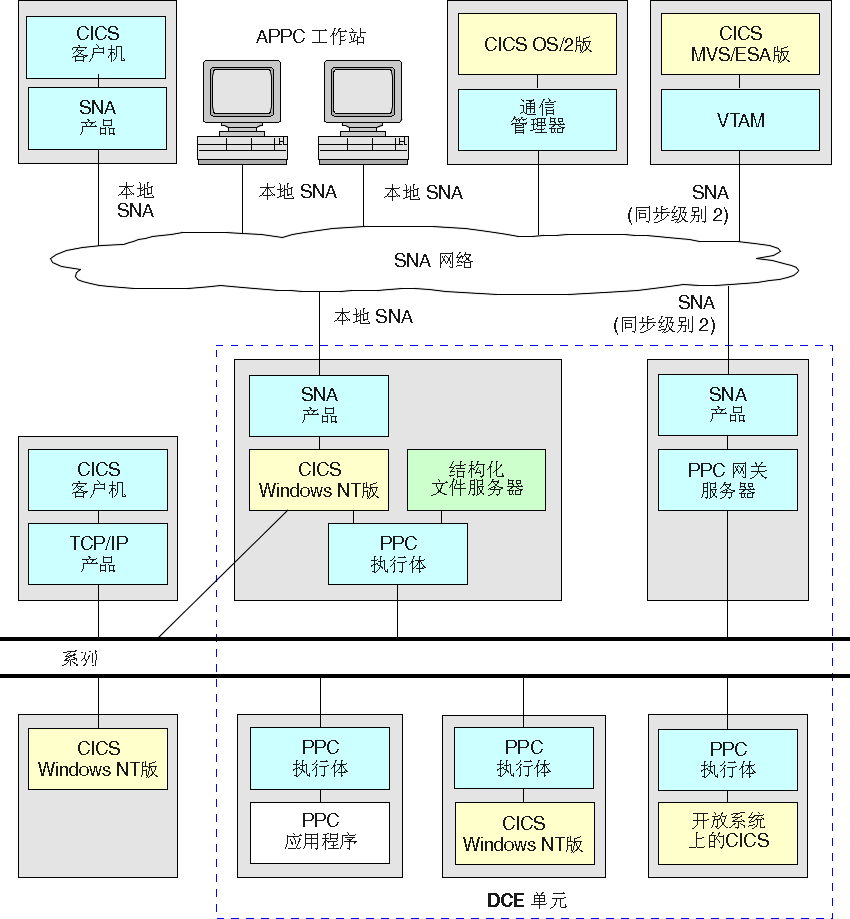 CICS
客户机
SNA
产品
APPC 工作站
CICS OS/2版
通信
管理器
CICS
MVS/ESA版
VTAM
本地
SNA
本地 SNA
本地 SNA
SNA
(同步级别 2)
SNA 网络
本地 SNA
SNA
(同步级别 2)
SNA
产品
CICS
Windows NT版
结构化
文件服务器
PPC
执行体
SNA
产品
PPC 网关
服务器
CICS
客户机
TCP/IP
产品
系列
CICS
Windows NT版
PPC
执行体
PPC
应用程序
PPC
执行体
CICS
Windows NT版
PPC
执行体
开放系统
上的CICS
DCE 单元